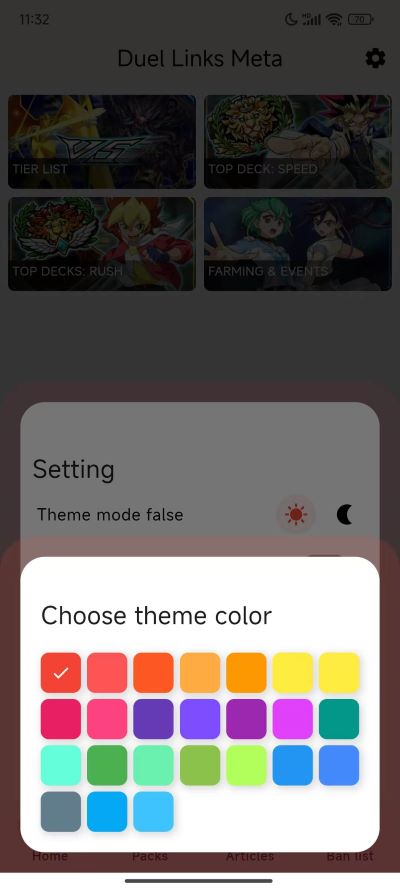 11:32
HD
70
Duel Links Meta
TIER LIST
TOP DECK: SPEED
TOP DECKS: RUSH
FARMING & EVENTS
Setting
Theme mode false
Choose theme color
Home Packs Articles Ban list